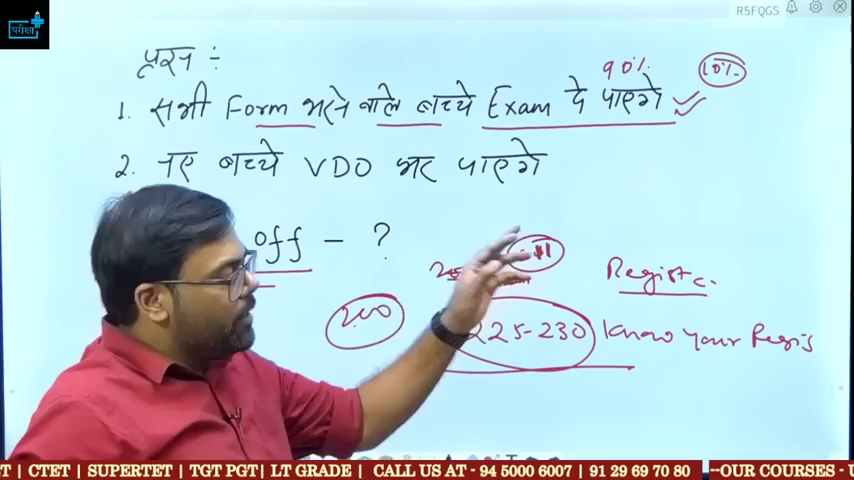 R5FQGS
परीक्षा
प्रश्न :-
90% 10%
1. सभी Form भरने वाले बच्चे Exam दे पाएगे
2. नए बच्चे VDO भर पाएगे
off - ?
Registe.
200 225-230 Know your Regis
T | CTET | SUPERTET | TGT PGT| LT GRADE | CALL US AT - 94 5000 6007 | 91 29 69 70 80 --OUR COURSES - U